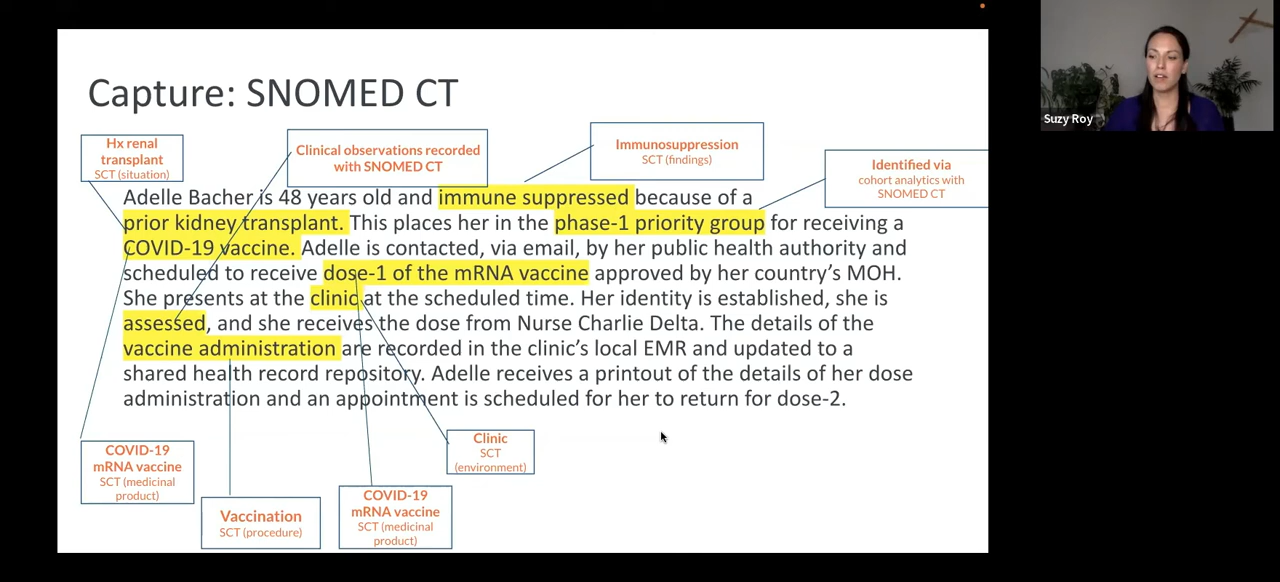 Capture: SNOMED CT
Suzy Roy
Hx renal
transplant
SCT (situation)
Clinical observations recorded
with SNOMED CT
Immunosuppression
SCT (findings)
Identified via
cohort analytics with
SNOMED CT
Adelle Bacher is 48 years old and immune suppressed because of a
prior kidney transplant. This places her in the phase-1 priority group for receiving a
COVID-19 vaccine. Adelle is contacted, via email, by her public health authority and
scheduled to receive dose-1 of the mRNA vaccine approved by her country's MOH.
She presents at the clinic at the scheduled time. Her identity is established, she is
assessed, and she receives the dose from Nurse Charlie Delta. The details of the
vaccine administration are recorded in the clinic's local EMR and updated to a
shared health record repository. Adelle receives a printout of the details of her dose
administration and an appointment is scheduled for her to return for dose-2.
COVID-19
mRNA vaccine
SCT (medicinal
product)
Vaccination
SCT (procedure)
COVID-19
mRNA vaccine
SCT (medicinal
product)
Clinic
SCT
(environment)